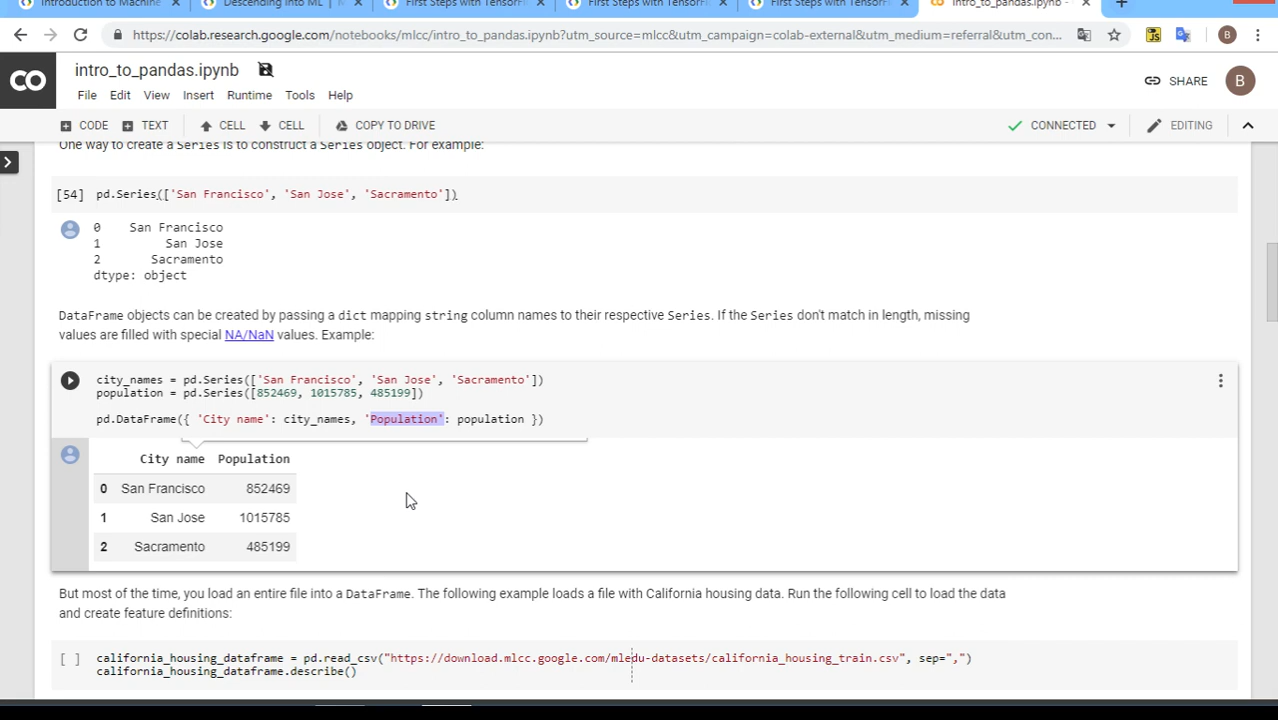 Introduction to Machine
Descending into ML
First Steps with TensorF
First Steps with TensorF
First Steps with TensorF
intro_to_pandas.ipynb -
https://colab.research.google.com/notebooks/mlcc/intro_to_pandas.ipynb?utm_source=mlcc&utm_campaign=colab-external&utm_medium=referral&utm_con...
B
CO
intro_to_pandas.ipynb
SHARE
B
File Edit View Insert Runtime Tools Help
CODE TEXT CELL CELL COPY TO DRIVE CONNECTED EDITING
One way to create a Series is to construct a Series object. For example:
[54] pd.Series(['San Francisco', 'San Jose', 'Sacramento'])
0 San Francisco
1 San Jose
2 Sacramento
dtype: object
DataFrame objects can be created by passing a dict mapping string column names to their respective Series. If the Series don't match in length, missing
values are filled with special NA/NaN values. Example:
city_names = pd.Series(['San Francisco', 'San Jose', 'Sacramento'])
population = pd.Series([852469, 1015785, 485199])
pd.DataFrame({ 'City name': city_names, 'Population': population })
City name Population
0 San Francisco 852469
1 San Jose 1015785
2 Sacramento 485199
But most of the time, you load an entire file into a DataFrame. The following example loads a file with California housing data. Run the following cell to load the data
and create feature definitions:
[ ] california_housing_dataframe = pd.read_csv("https://download.mlcc.google.com/mledu-datasets/california_housing_train.csv", sep=",")
california_housing_dataframe.describe()